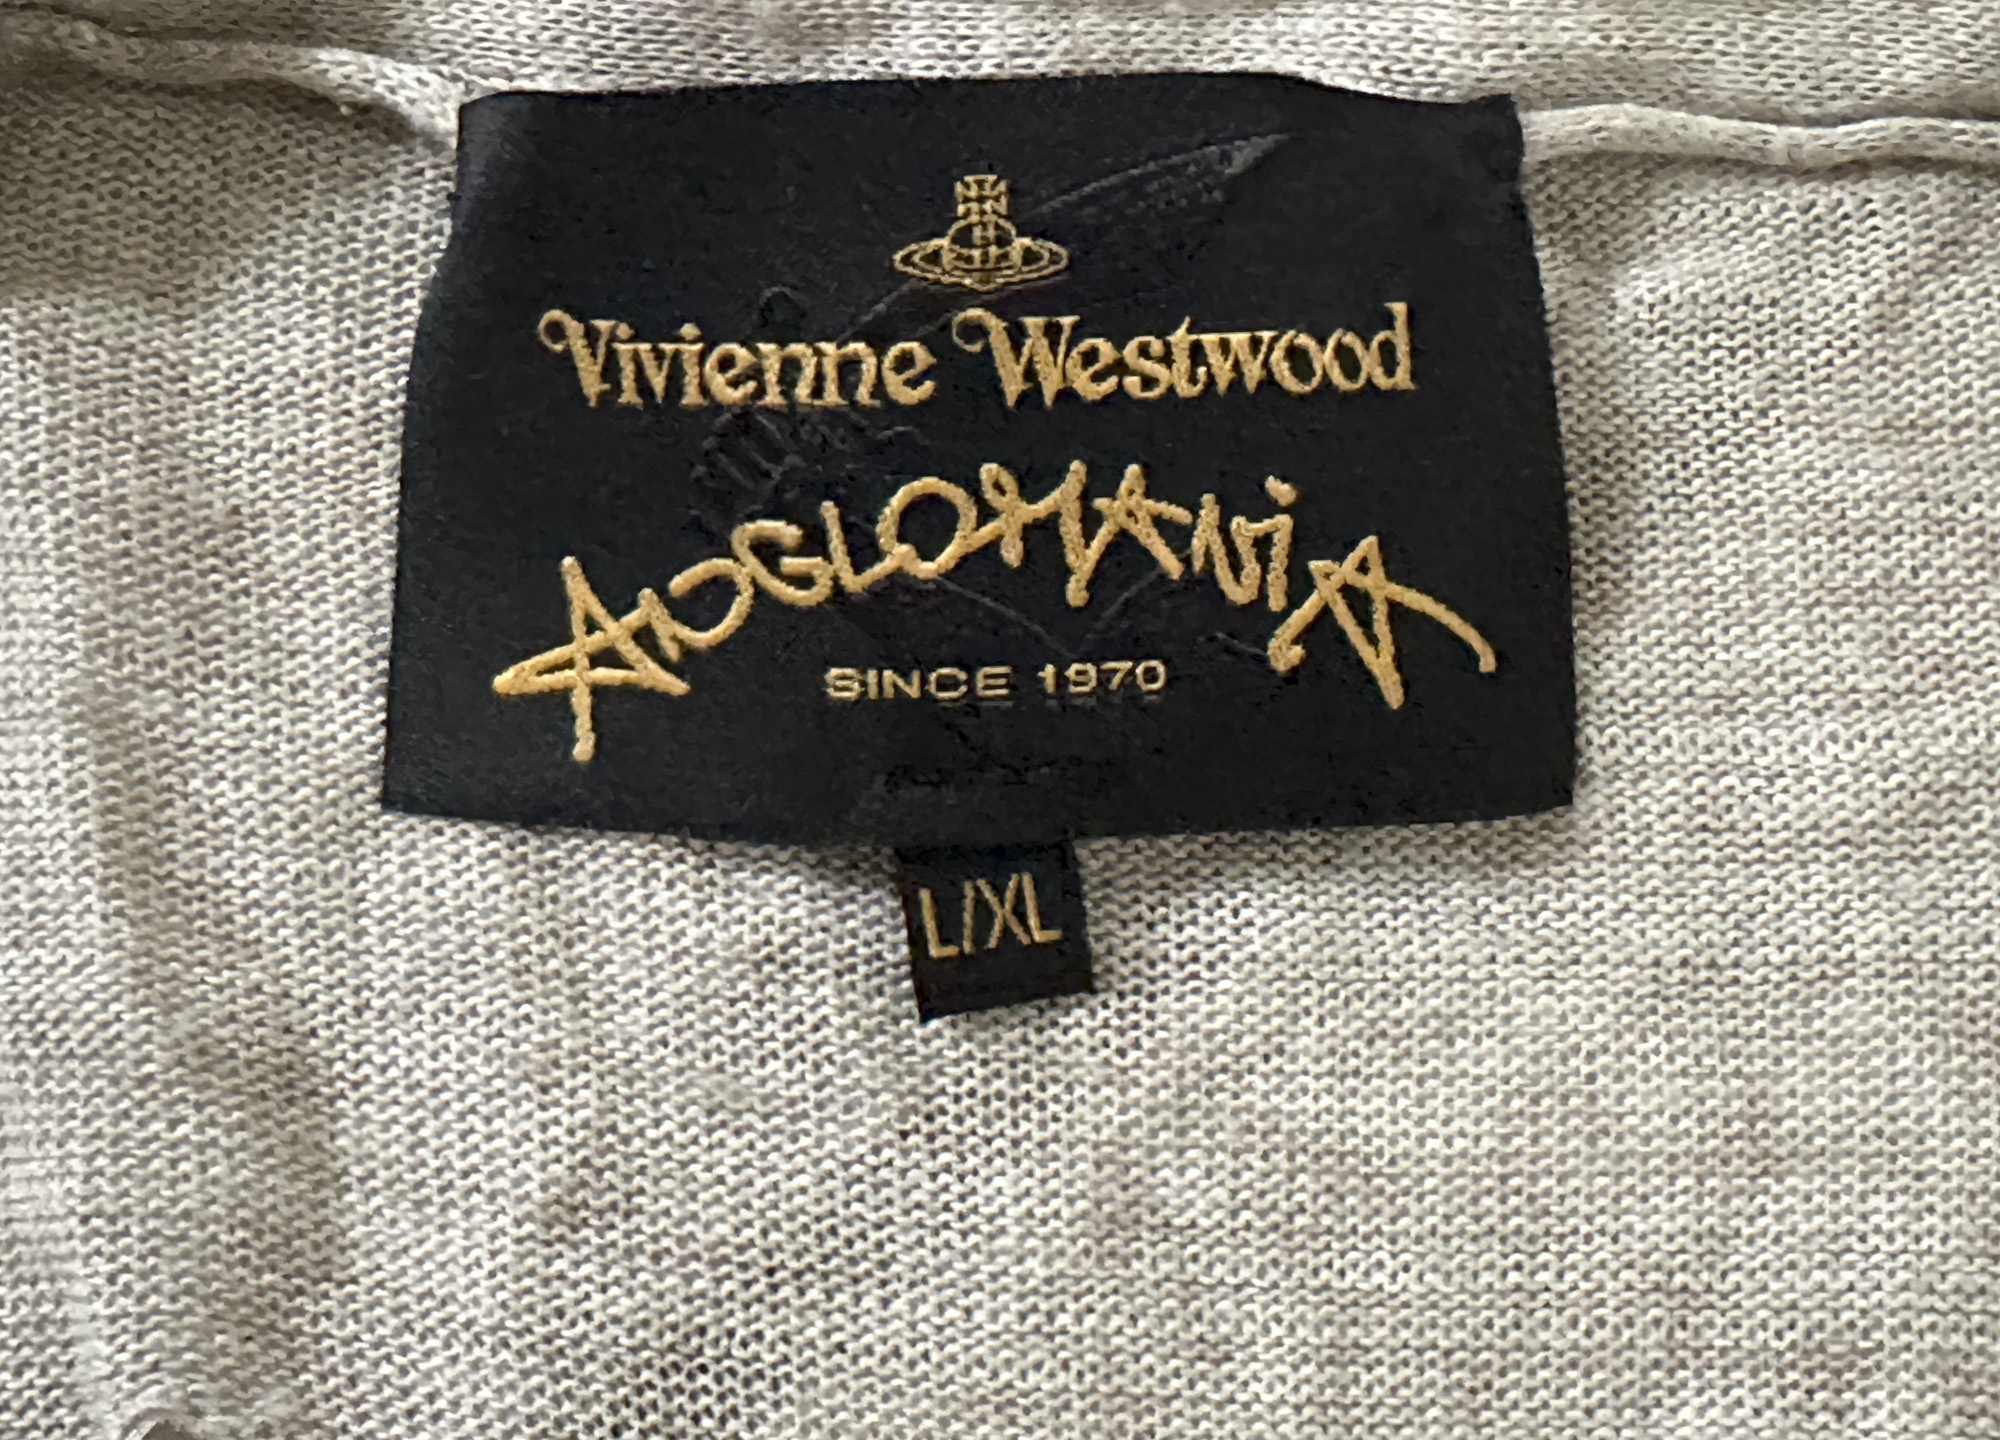 Vivienne Westwood
ANGLOMANiA
SINCE 1970
L/XL